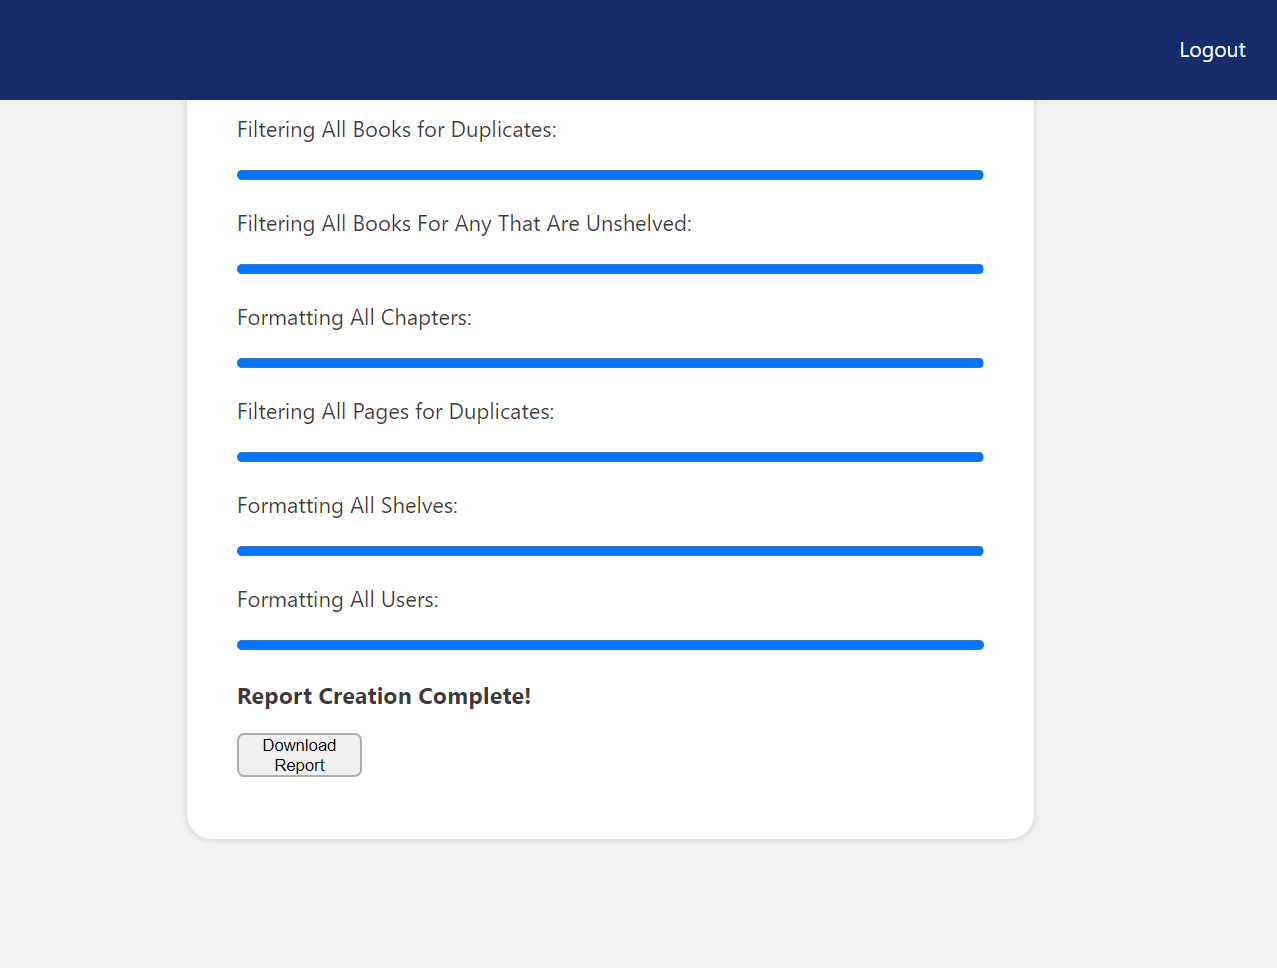 Logout
Filtering All Books for Duplicates:
Filtering All Books For Any That Are Unshelved:
Formatting All Chapters:
Filtering All Pages for Duplicates:
Formatting All Shelves:
Formatting All Users:
Report Creation Complete!
Download
Report